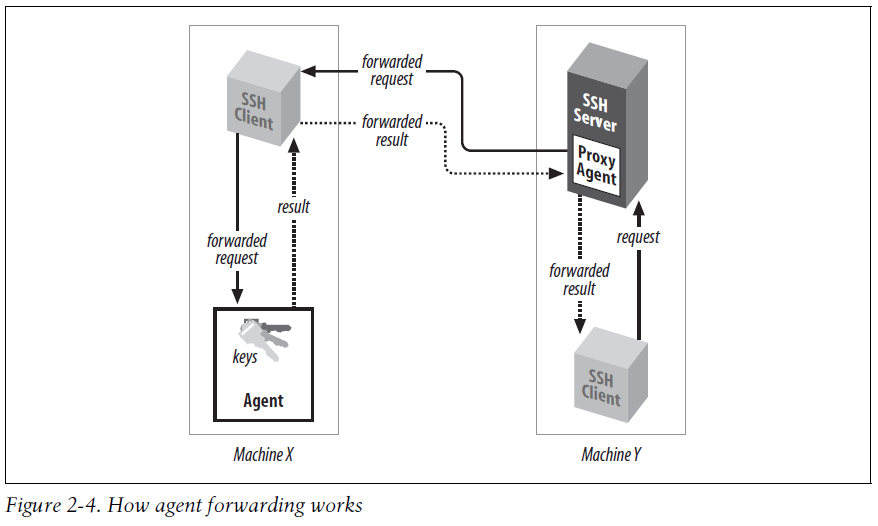 forwarded
request
SSH
Client
forwarded
result
SSH
Server
Proxy
Agent
result
forwarded
request
request
forwarded
result
keys
Agent
SSH
Client
Machine X
Machine Y
Figure 2-4. How agent forwarding works